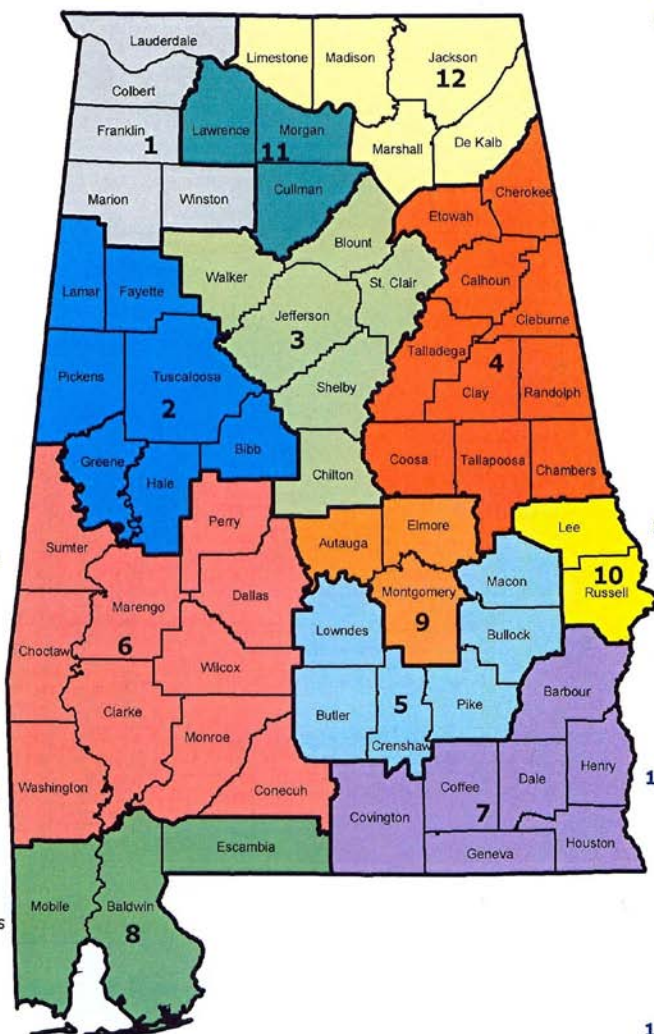 Lauderdale
Limestone
Madison
Jackson
12
Colbert
Franklin
1
Lawrence
Morgan
11
Marshall
De Kalb
Marion
Winston
Cullman
Cherokee
Etowah
Blount
Walker
St. Clair
Calhoun
Lamar
Fayette
Jefferson
3
Cleburne
Talladega
4
Pickens
Tuscaloosa
2
Shelby
Clay
Randolph
Bibb
Greene
Hale
Chilton
Coosa
Tallapoosa
Chambers
Perry
Sumter
Autauga
Elmore
Lee
Macon
10
Russell
Marengo
6
Dallas
Montgomery
9
Lowndes
Bullock
Choctaw
Wilcox
Clarke
Butler
5
Pike
Barbour
Monroe
Crenshaw
Washington
Conecuh
Covington
Coffee
7
Dale
Henry
1
Escambia
Geneva
Houston
Mobile
Baldwin
8
s
1